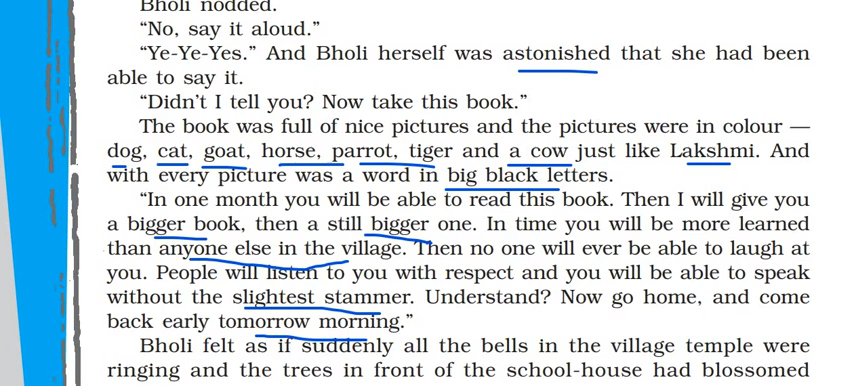 Bholi nodded.
“No, say it aloud.”
“Ye-Ye-Yes.” And Bholi herself was astonished that she had been
able to say it.
“Didn’t I tell you? Now take this book.”
The book was full of nice pictures and the pictures were in colour —
dog, cat, goat, horse, parrot, tiger and a cow just like Lakshmi. And
with every picture was a word in big black letters.
“In one month you will be able to read this book. Then I will give you
a bigger book, then a still bigger one. In time you will be more learned
than anyone else in the village. Then no one will ever be able to laugh at
you. People will listen to you with respect and you will be able to speak
without the slightest stammer. Understand? Now go home, and come
back early tomorrow morning.”
Bholi felt as if suddenly all the bells in the village temple were
ringing and the trees in front of the school-house had blossomed